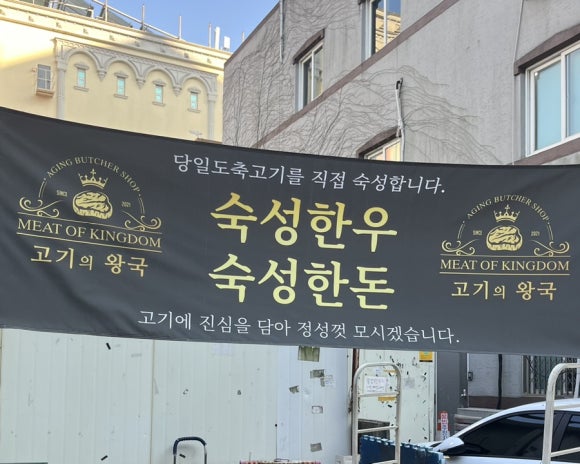 당일도축고기를 직접 숙성합니다.
AGING BUTCHER SHOP
SINCE 2021
MEAT OF KINGDOM
고기의 왕국
숙성한우
숙성한돈
AGING BUTCHER SHOP
SINCE 2021
MEAT OF KINGDOM
고기의 왕국
고기에 진심을 담아 정성껏 모시겠습니다.